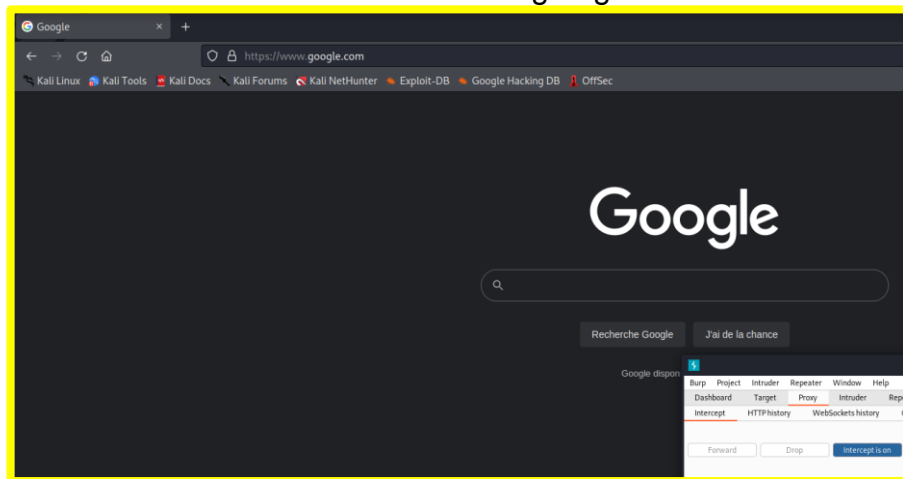 Google
https://www.google.com
Kali Linux Kali Tools Kali Docs Kali Forums Kali NetHunter Exploit-DB Google Hacking DB OffSec
Google
Recherche Google J'ai de la chance
Google dispon
Burp Project Intruder Repeater Window Help
Dashboard Target Proxy Intruder
Intercept HTTP history WebSockets history
Forward Drop Intercept is on